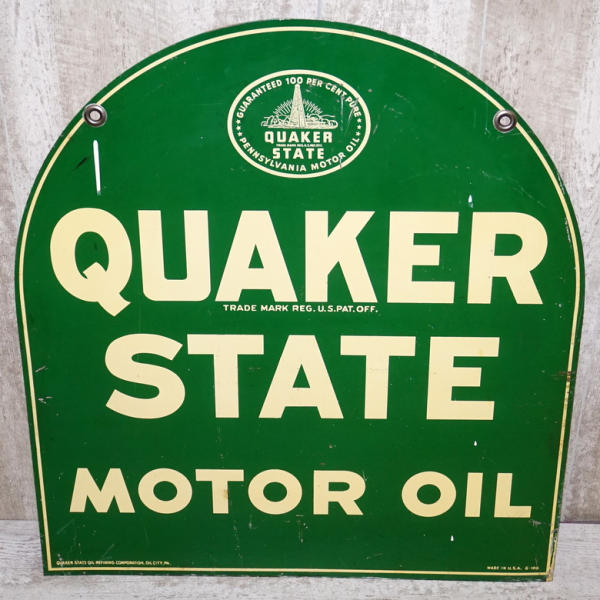 GUARANTEED 100 PER CENT PURE
QUAKER
STATE
PENNSYLVANIA MOTOR OIL
QUAKER
TRADE MARK REG. U.S. PAT. OFF.
STATE
MOTOR OIL
QUAKER STATE OIL REFINING CORPORATION, OIL CITY, PA.
MADE IN U.S.A.